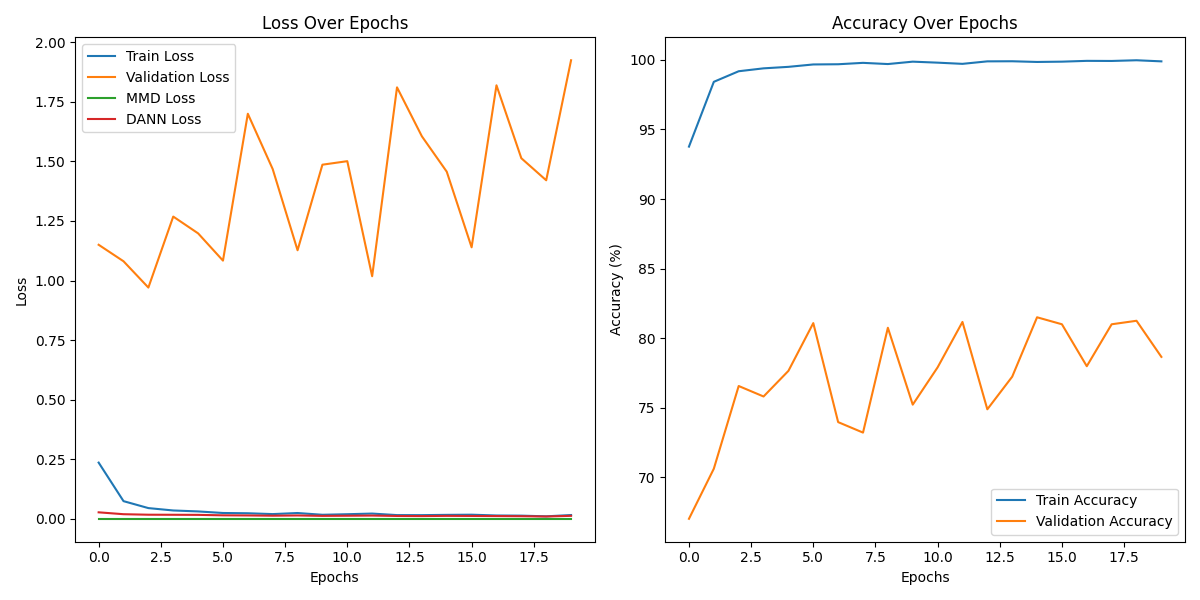 Loss Over Epochs
Train Loss
Validation Loss
MMD Loss
DANN Loss
2.00
1.75
1.50
1.25
1.00
0.75
0.50
0.25
0.00
Loss
0.0 2.5 5.0 7.5 10.0 12.5 15.0 17.5
Epochs
Accuracy Over Epochs
100
95
90
85
80
75
70
Accuracy (%)
Train Accuracy
Validation Accuracy
0.0 2.5 5.0 7.5 10.0 12.5 15.0 17.5
Epochs